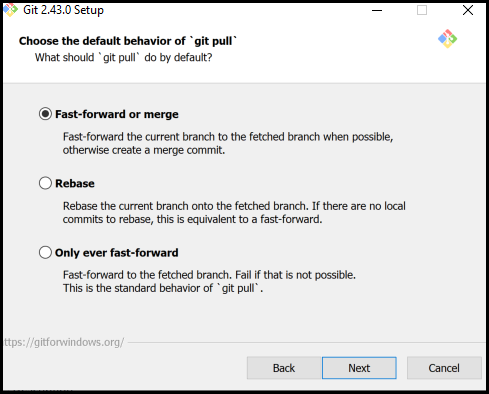 Git 2.43.0 Setup
Choose the default behavior of `git pull`
What should `git pull` do by default?
Fast-forward or merge
Fast-forward the current branch to the fetched branch when possible,
otherwise create a merge commit.
Rebase
Rebase the current branch onto the fetched branch. If there are no local
commits to rebase, this is equivalent to a fast-forward.
Only ever fast-forward
Fast-forward to the fetched branch. Fail if that is not possible.
This is the standard behavior of `git pull`.
ttps://gitforwindows.org/
Back
Next
Cancel